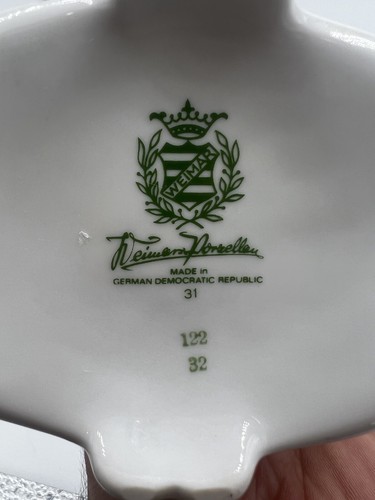 WEIMAR
Weimar Porzellan
MADE in
GERMAN DEMOCRATIC REPUBLIC
31
122
32